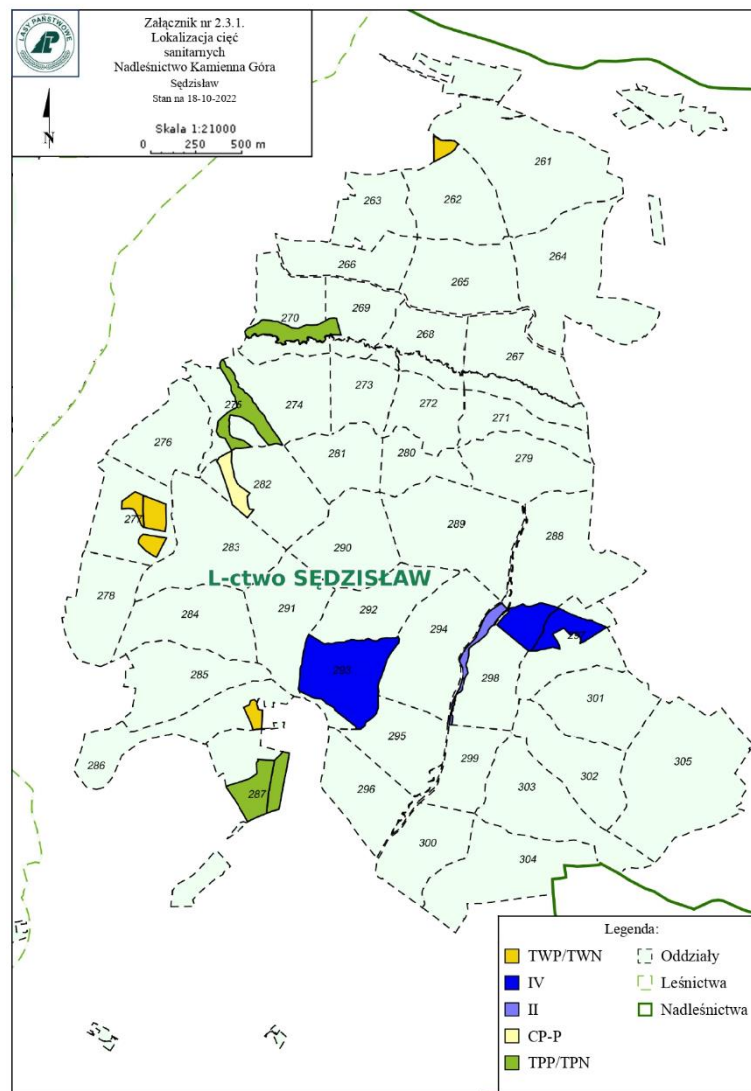 LASY PAŃSTWOWE
Załącznik nr 2.3.1.
Lokalizacja cięć
sanitarnych
Nadleśnictwo Kamienna Góra
Sędzisław
Stan na 18-10-2022
N
Skala 1:21000
0 250 500 m
261
263 262
264
266 265
270 269
268
267
275 274 273 272 271
276 281 280 279
282
277 289
283 290 288
L-ctwo SĘDZISŁAW
278
284 291 292 294
297
285 293 298
301
286 295
287 296 299 303 302 305
300 304
Legenda:
TWP/TWN
IV
II
CP-P
TPP/TPN
Oddziały
Leśnictwa
Nadleśnictwa